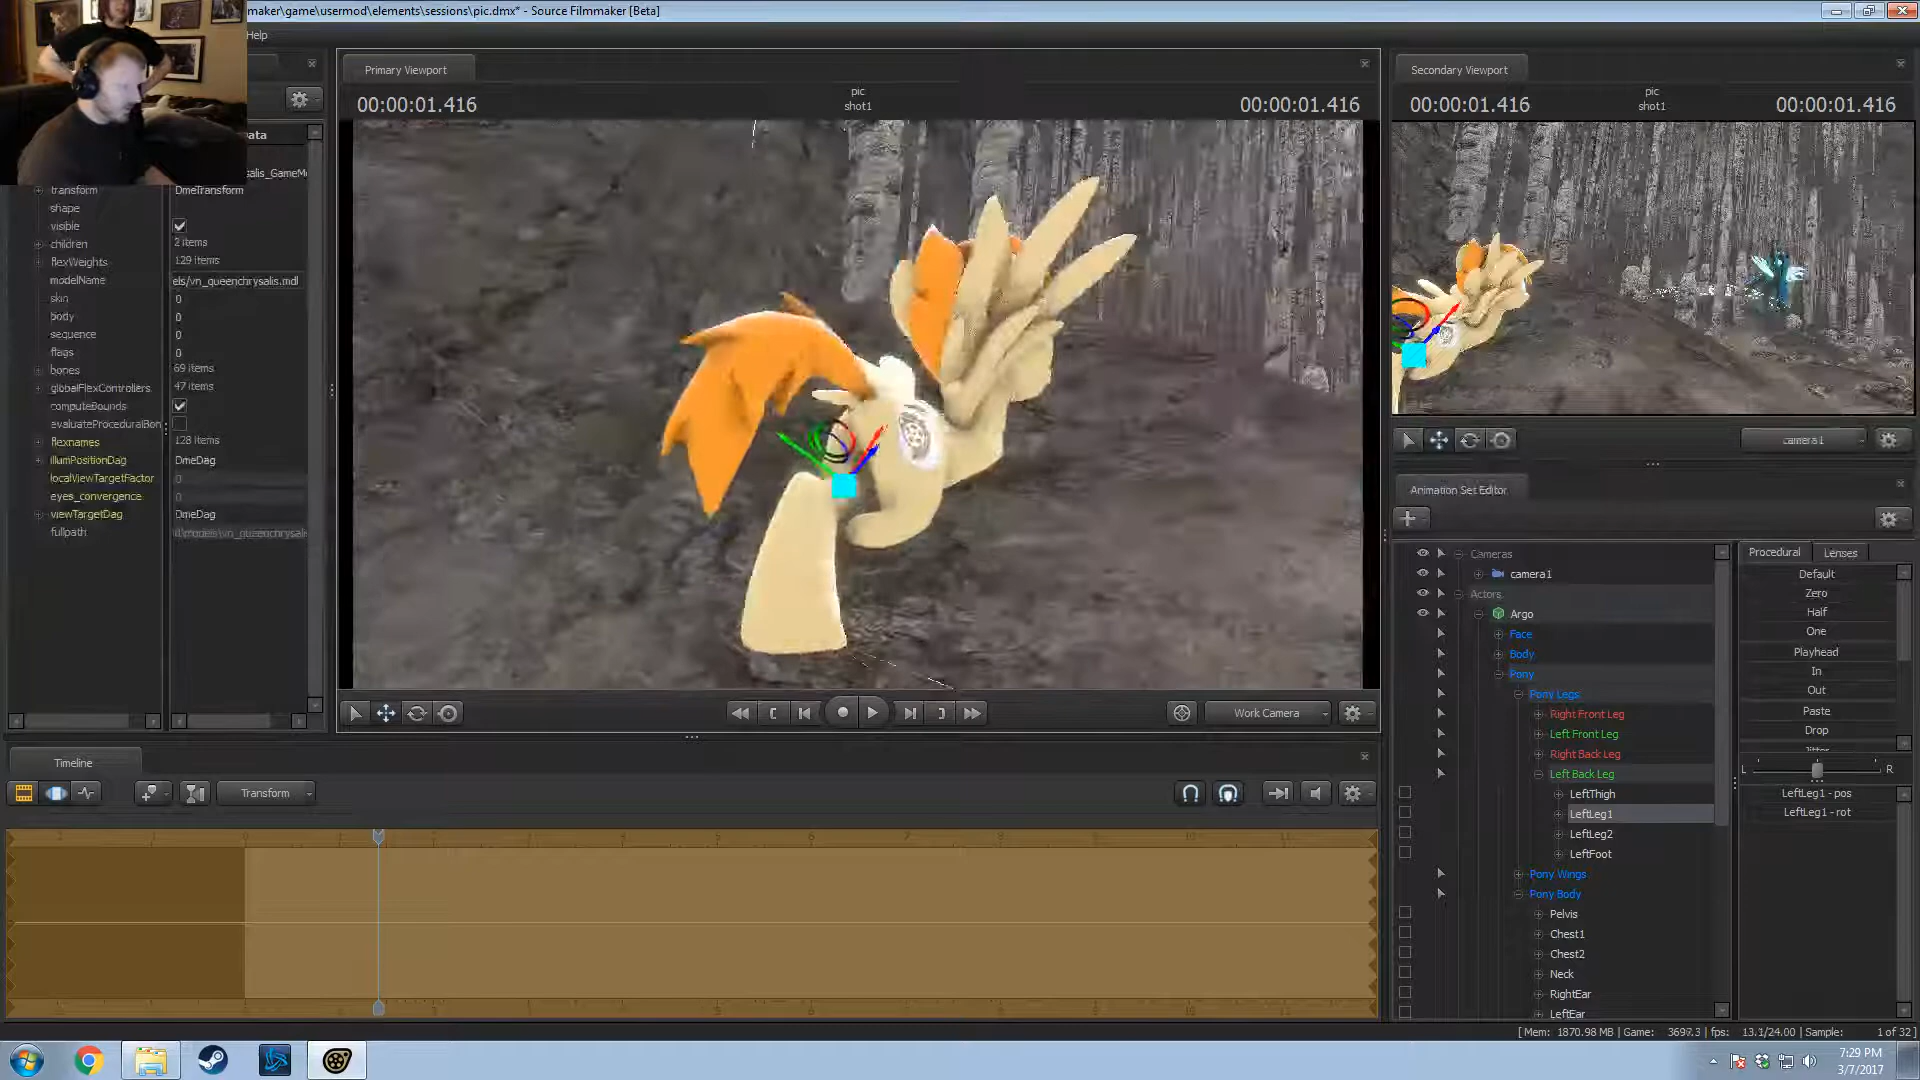 maker\game\usermod\elements\sessions\pic.dmx* - Source Filmmaker [Beta]
Help
Primary Viewport
Secondary Viewport
pic
shot1
00:00:01.416
00:00:01.416
pic
shot1
00:00:01.416
00:00:01.416
transform
DmeTransform
shape
visible
children
2 items
flexWeights
129 items
modelName
els/vn_queenchrysalis.mdl
skin
0
body
0
sequence
0
flags
0
bones
69 items
globalFlexControllers
47 items
computeBounds
evaluateProceduralBon
flexnames
128 items
illumPositionDag
DmeDag
localViewTargetFactor
0
eyes_convergence
0
viewTargetDag
DmeDag
fullpath
ll\models\vn_queenchrysalis
Work Camera
camera1
Animation Set Editor
Cameras
camera1
Actors
Argo
Face
Body
Pony
Pony Legs
Right Front Leg
Left Front Leg
Right Back Leg
Left Back Leg
LeftThigh
LeftLeg1
LeftLeg2
LeftFoot
Pony Wings
Pony Body
Pelvis
Chest1
Chest2
Neck
RightEar
LeftEar
Procedural
Lenses
Default
Zero
Half
One
Playhead
In
Out
Paste
Drop
L
R
LeftLeg1 - pos
LeftLeg1 - rot
Timeline
Transform
[ Mem: 1870.98 MB | Game: 3697.3 | fps: 13.1/24.00 | Sample: 1 of 32 ]
7:29 PM
3/7/2017